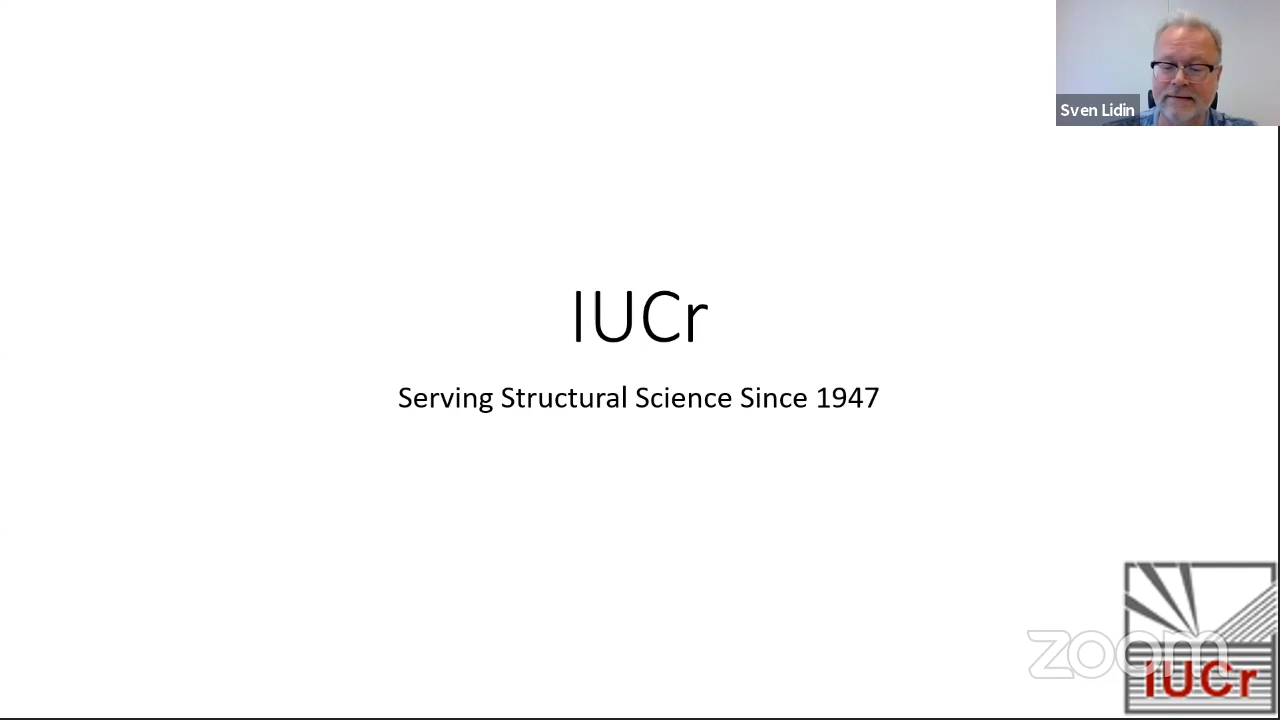 Sven Lidin
IUCr
Serving Structural Science Since 1947
zoom
IUCr